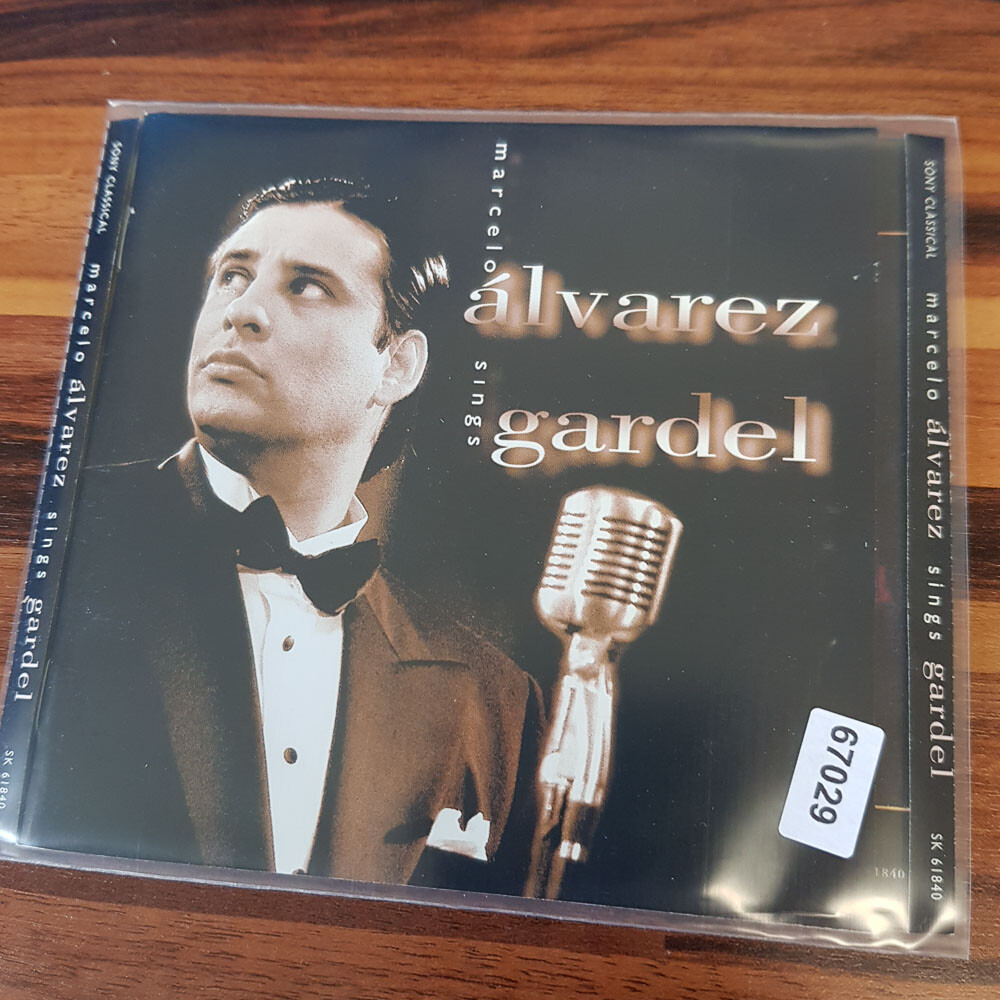 SONY CLASSICAL marcelo álvarez sings gardel SK 61840
marcelo
álvarez
sings
gardel
67029
1840
SONY CLASSICAL marcelo álvarez sings gardel SK 61840